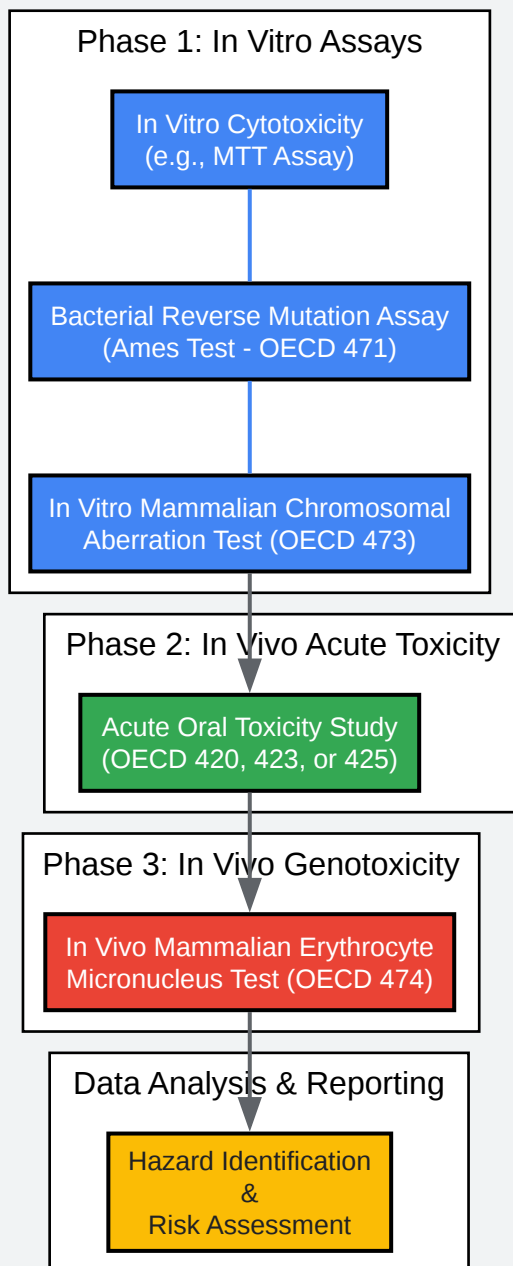 Phase 1: In Vitro Assays
In Vitro Cytotoxicity
(e.g., MTT Assay)
Bacterial Reverse Mutation Assay
(Ames Test - OECD 471)
In Vitro Mammalian Chromosomal
Aberration Test (OECD 473)
Phase 2: In Vivo Acute Toxicity
Acute Oral Toxicity Study
(OECD 420, 423, or 425)
Phase 3: In Vivo Genotoxicity
In Vivo Mammalian Erythrocyte
Micronucleus Test (OECD 474)
Data Analysis & Reporting
Hazard Identification
&
Risk Assessment